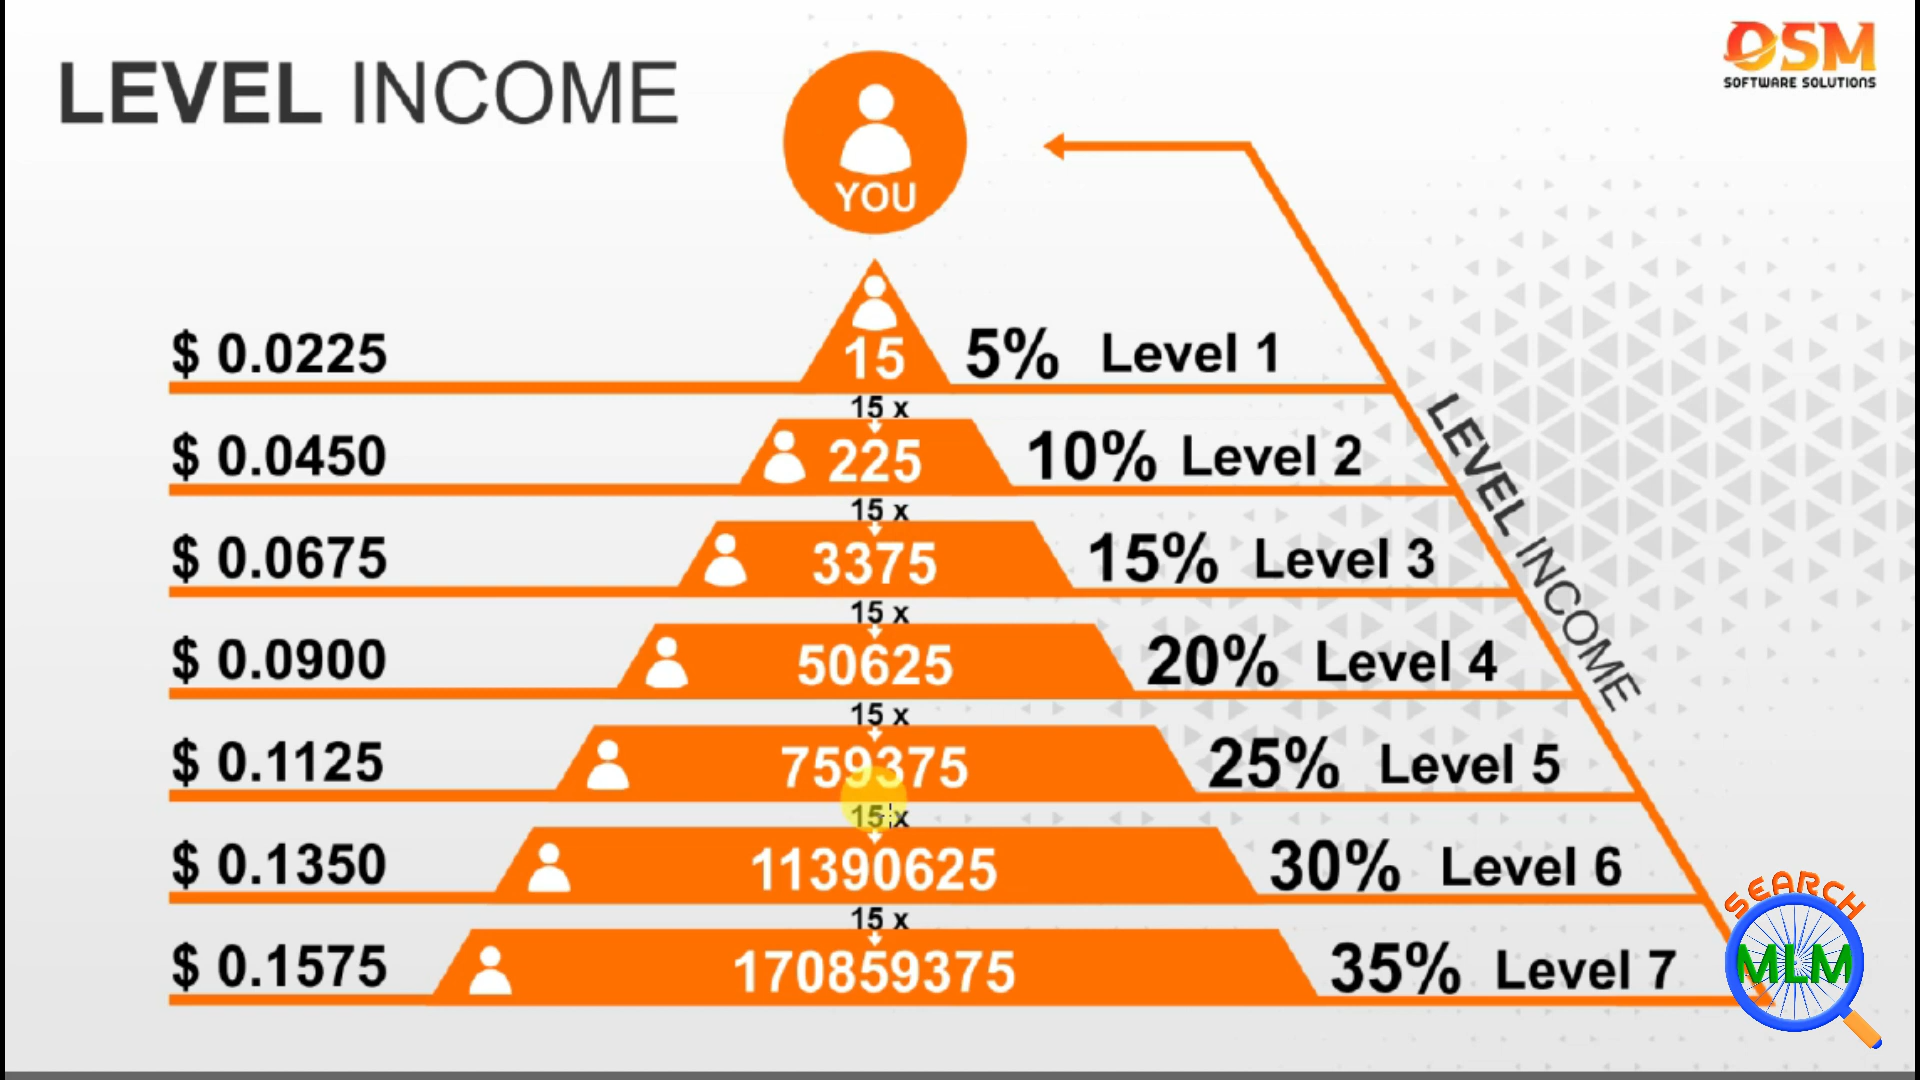 LEVEL INCOME
OSM
SOFTWARE SOLUTIONS
YOU
$ 0.0225 15 5% Level 1
15 x
$ 0.0450 225 10% Level 2
15 x
$ 0.0675 3375 15% Level 3
15 x
$ 0.0900 50625 20% Level 4
15 x
$ 0.1125 759375 25% Level 5
15 x
$ 0.1350 11390625 30% Level 6
15 x
$ 0.1575 170859375 35% Level 7
LEVEL INCOME
SEARCH
MLM